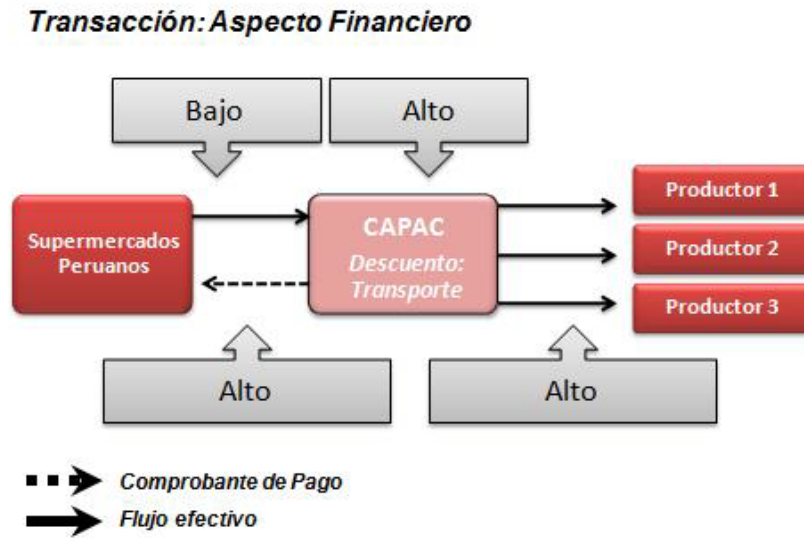 Transacción: Aspecto Financiero
Bajo
Alto
Supermercados
Peruanos
CAPAC
Descuento:
Transporte
Productor 1
Productor 2
Productor 3
Alto
Alto
Comprobante de Pago
Flujo efectivo